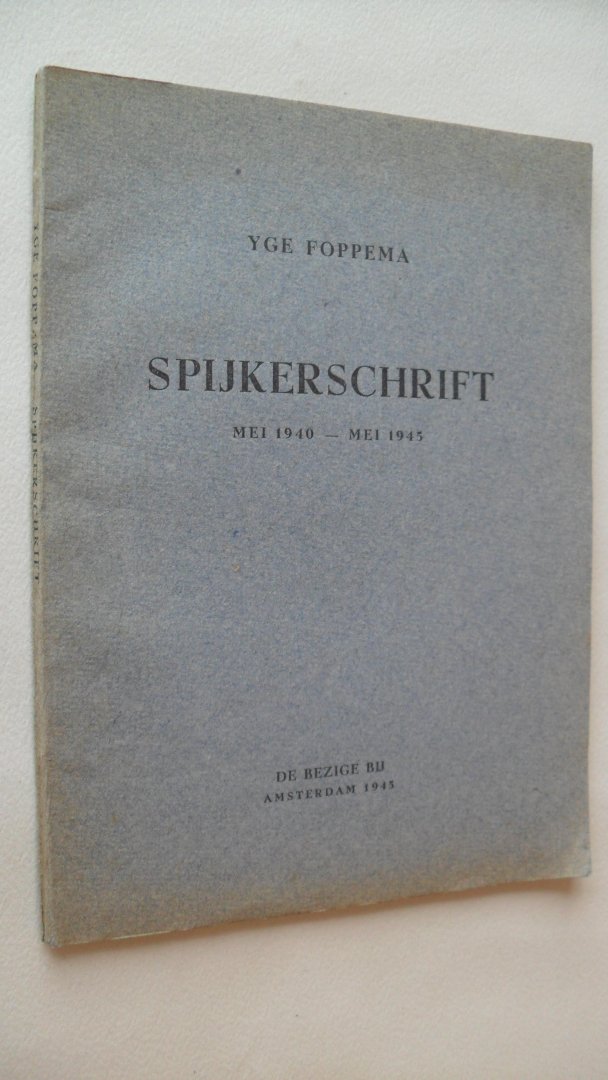 YGE FOPPEMA
SPIJKERSCHRIFT
MEI 1940 — MEI 1945
DE BEZIGE BIJ
AMSTERDAM 1945
YGE FOPPEMA SPIJKERSCHRIFT